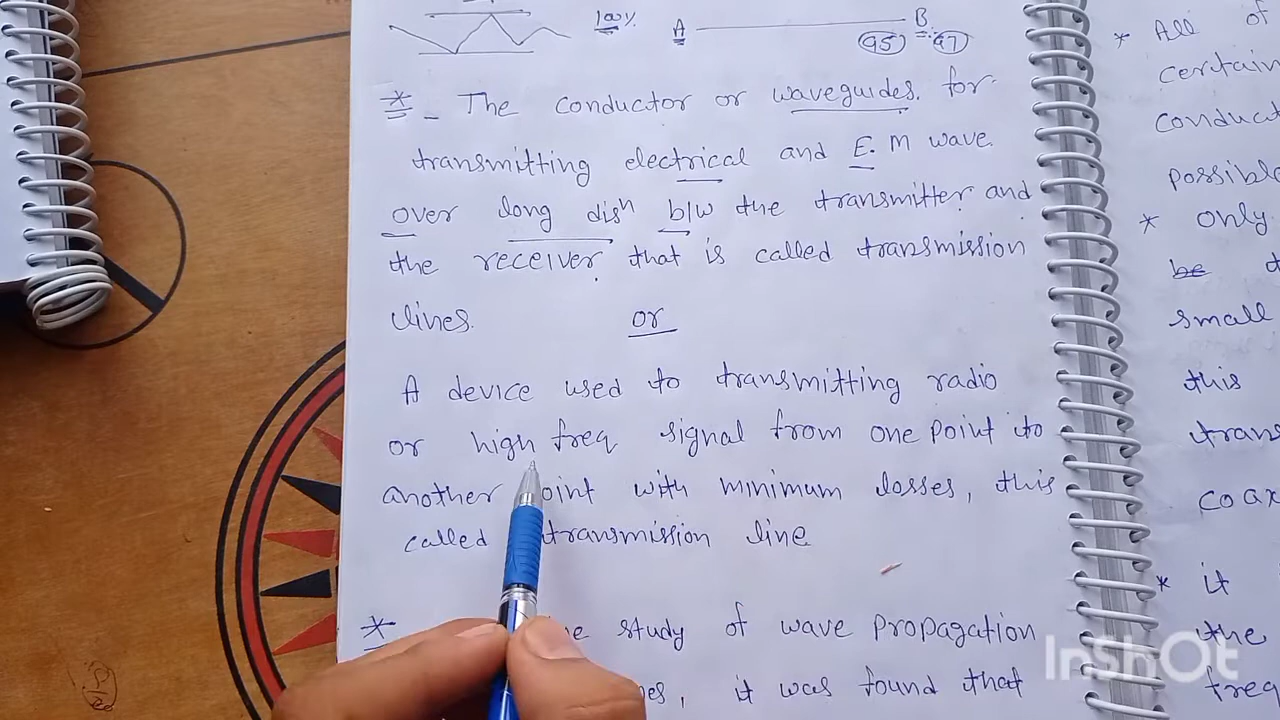 100%
A B
95 97
* - The conductor or waveguides. for
transmitting electrical and E. M wave.
over long distn b/w the transmitter and
the receiver that is called transmission
lines.
or
A device used to transmitting radio
or high freq signal from one point to
another point with minimum losses, this
called transmission line
*
study of wave propagation
it was found that
* All of
certain
conduct
possible
* only
be
small
this
trans
coax
* it
the
freq
InShOt